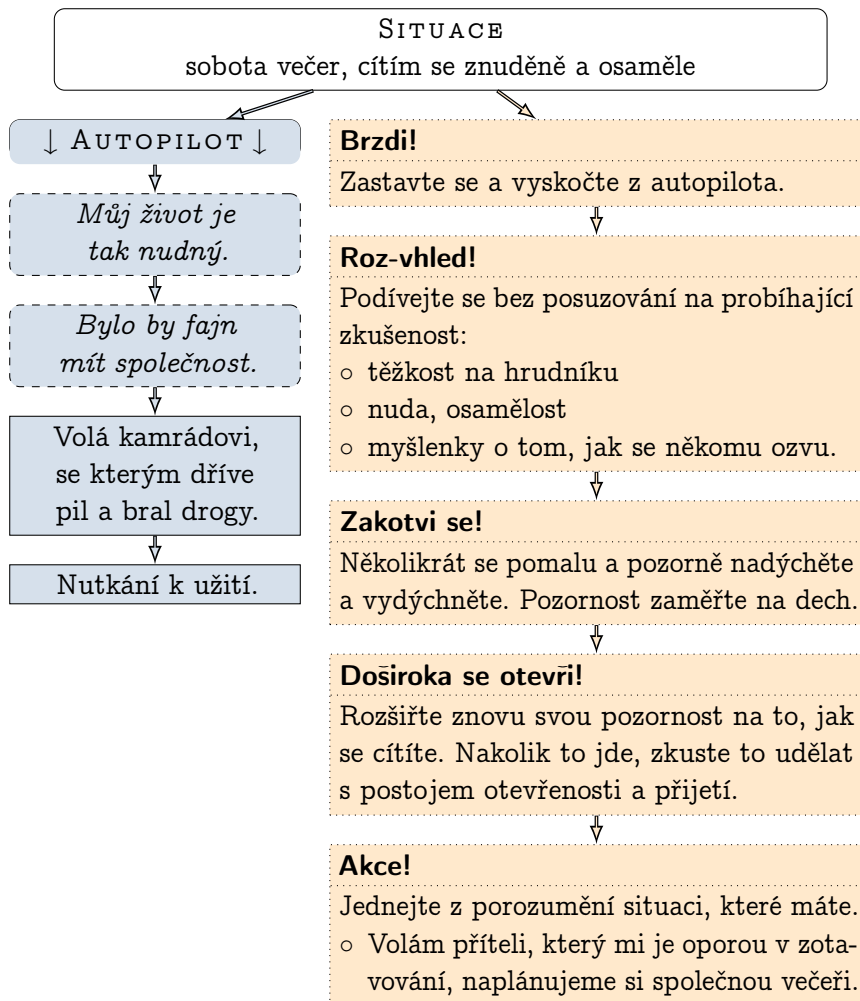 SITUACE
sobota večer, cítím se znuděně a osaměle
↓ AUTOPILOT ↓
Můj život je
tak nudný.
Bylo by fajn
mít společnost.
Volá kamrádovi,
se kterým dříve
pil a bral drogy.
Nutkání k užití.
Brzdi!
Zastavte se a vyskočte z autopilota.
Roz-vhled!
Podívejte se bez posuzování na probíhající
zkušenost:
◦ těžkost na hrudníku
◦ nuda, osamělost
◦ myšlenky o tom, jak se někomu ozvu.
Zakotvi se!
Několikrát se pomalu a pozorně nadýchěte
a vydýchněte. Pozornost zaměřte na dech.
Doširoka se otevři!
Rozšiřte znovu svou pozornost na to, jak
se cítíte. Nakolik to jde, zkuste to udělat
s postojem otevřenosti a přijetí.
Akce!
Jednejte z porozumění situaci, které máte.
◦ Volám příteli, který mi je oporou v zota-
vování, naplánujeme si společnou večeři.